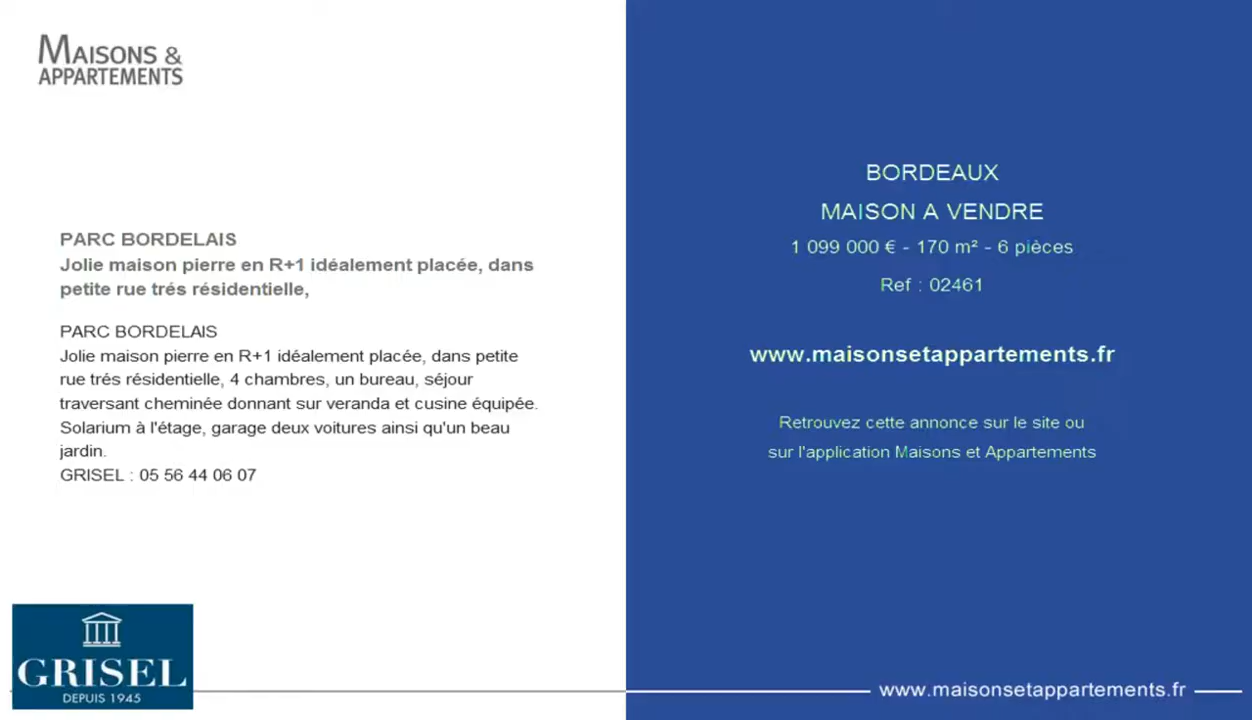 MAISONS &
APPARTEMENTS
PARC BORDELAIS
Jolie maison pierre en R+1 idéalement placée, dans
petite rue trés résidentielle,
PARC BORDELAIS
Jolie maison pierre en R+1 idéalement placée, dans petite
rue trés résidentielle, 4 chambres, un bureau, séjour
traversant cheminée donnant sur veranda et cusine équipée.
Solarium à l'étage, garage deux voitures ainsi qu'un beau
jardin.
GRISEL : 05 56 44 06 07
GRISEL
DEPUIS 1945
BORDEAUX
MAISON A VENDRE
1 099 000 € - 170 m² - 6 pièces
Ref : 02461
www.maisonsetappartements.fr
Retrouvez cette annonce sur le site ou
sur l'application Maisons et Appartements
www.maisonsetappartements.fr